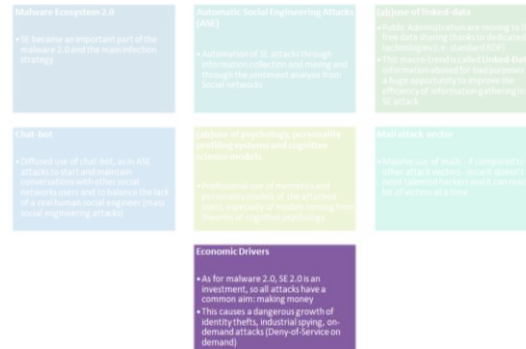 Malware Ecosystem 2.0
• SE become an important part of the
malware 2.0 and the main infection
strategy
Automatic Social Engineering Attacks
(ASE)
• Automation of SE attacks through
information collection and mining and
through the sentiment analysis from
Social networks
(ab)use of linked-data
• Public Administration are moving to
free data sharing thanks to
(technologies, e. standard RDF)
• This macro-trend is called Linked-Data
information abused for bad purposes
a huge opportunity to improve the
efficiency of information gathering in
SE attack
Chat-bot
• Diffused use of chat-bot, as in ASE
attacks to start and maintain
conversations with other social
networks users and to balance the lack
of a real human social engineer (mass
social engineering attacks)
(ab)use of psychology, personality
profiling systems and cognitive
science models
• Professional use of memetics and
personality models of the attacked
users, especially of models coming from
theories of cognitive psychology
Mail attack vector
• Massive use of mails - if compared to
other attack vectors - since it doesn't
need talented hackers and it can reach
lot of victims at a time
Economic Drivers
• As for malware 2.0, SE 2.0 is an
investment, so all attacks have a
common aim: making money
• This causes a dangerous growth of
identity thefts, industrial spying, on-
demand attacks (Deny-of-Service on
demand)